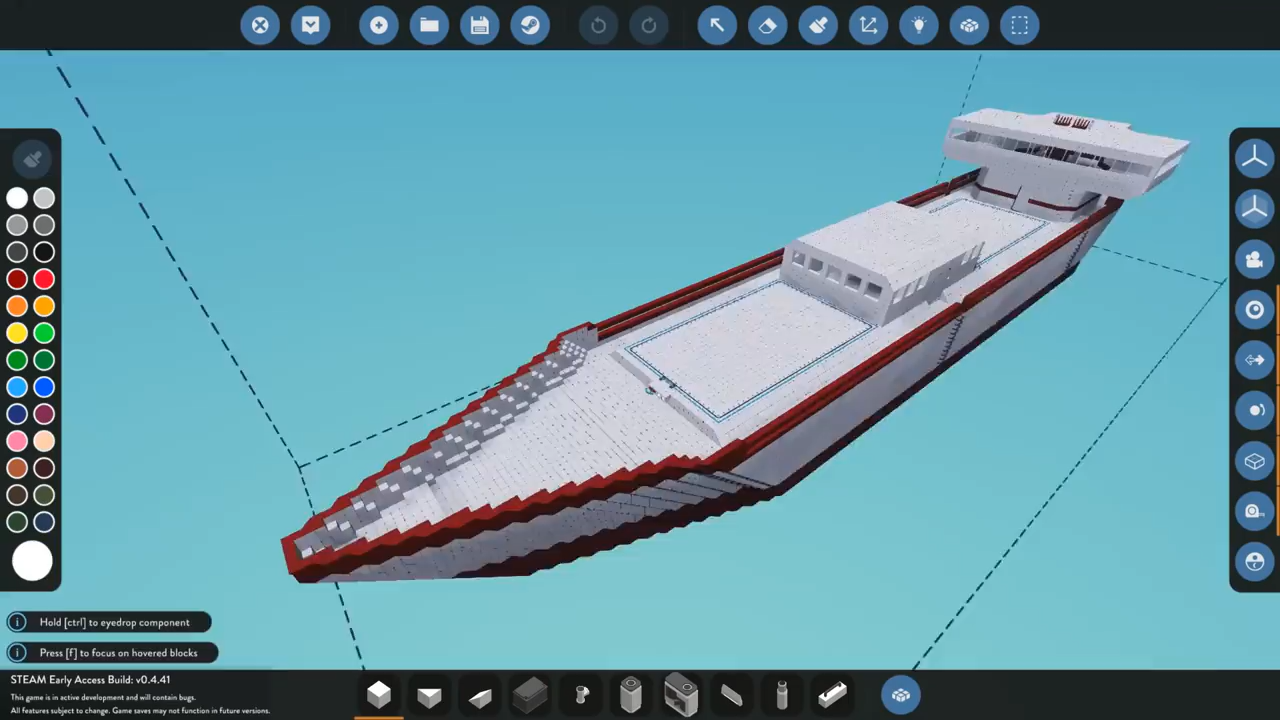 Hold [ctrl] to eyedrop component
Press [f] to focus on hovered blocks
STEAM Early Access Build: v0.4.41
This game is in active development and will contain bugs.
All features subject to change. Game saves may not function in future versions.